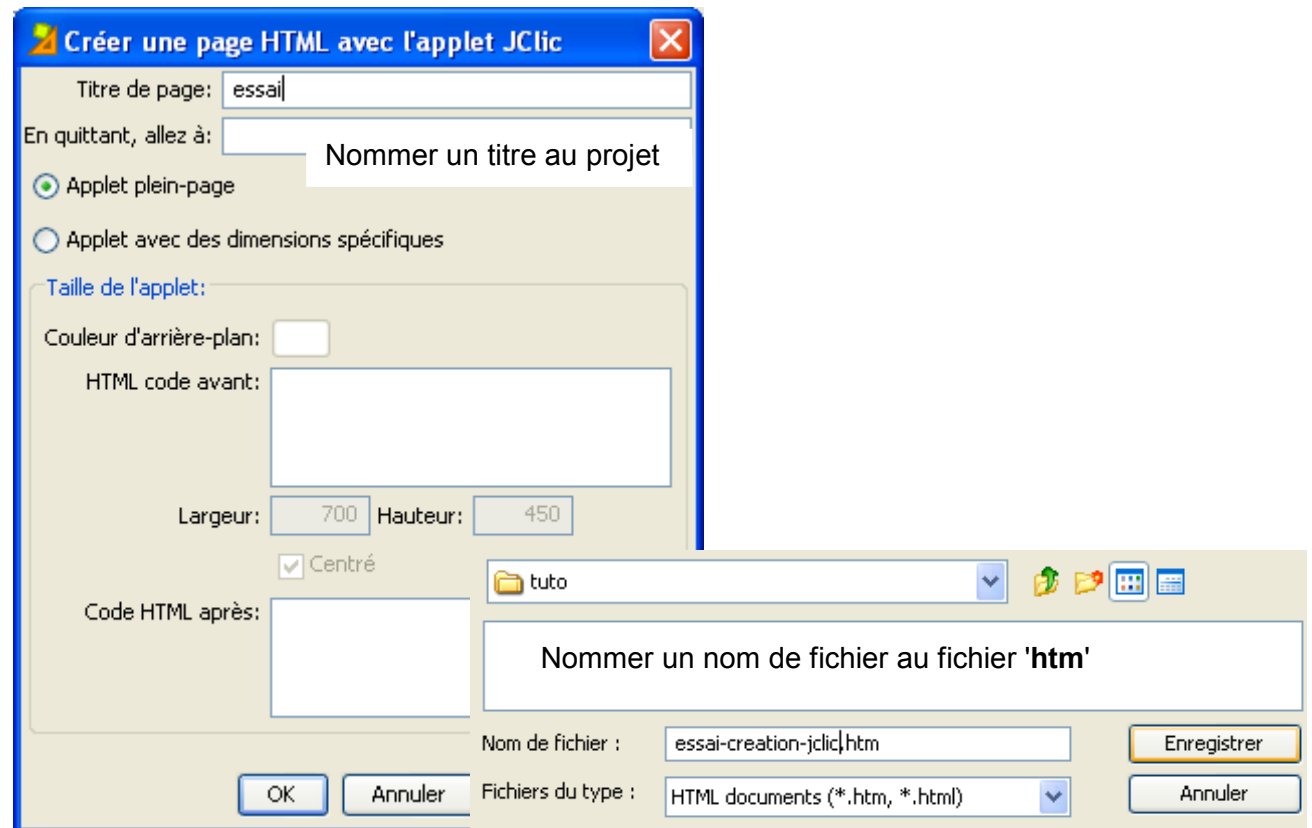 Créer une page HTML avec l'applet JClic
Titre de page: essai
En quittant, allez à:
Nommer un titre au projet
Applet plein-page
Applet avec des dimensions spécifiques
Taille de l'applet:
Couleur d'arrière-plan:
HTML code avant:
Largeur: 700 Hauteur: 450
Centré
Code HTML après:
OK Annuler
tuto
Nommer un nom de fichier au fichier 'htm'
Nom de fichier : essai-creation-jclic.htm Enregistrer
Fichiers du type : HTML documents (*.htm, *.html) Annuler